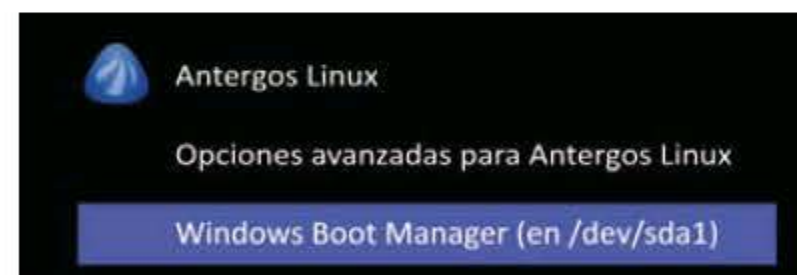 Antergos Linux
Opciones avanzadas para Antergos Linux
Windows Boot Manager (en /dev/sda1)